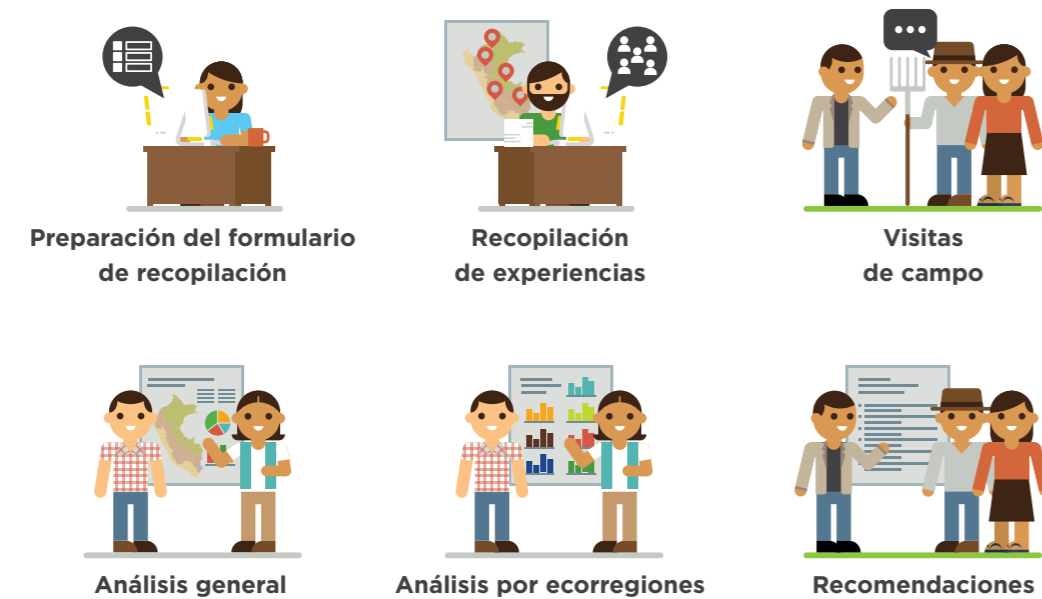 Preparación del formulario
de recopilación
Recopilación
de experiencias
Visitas
de campo
Análisis general
Análisis por ecorregiones
Recomendaciones